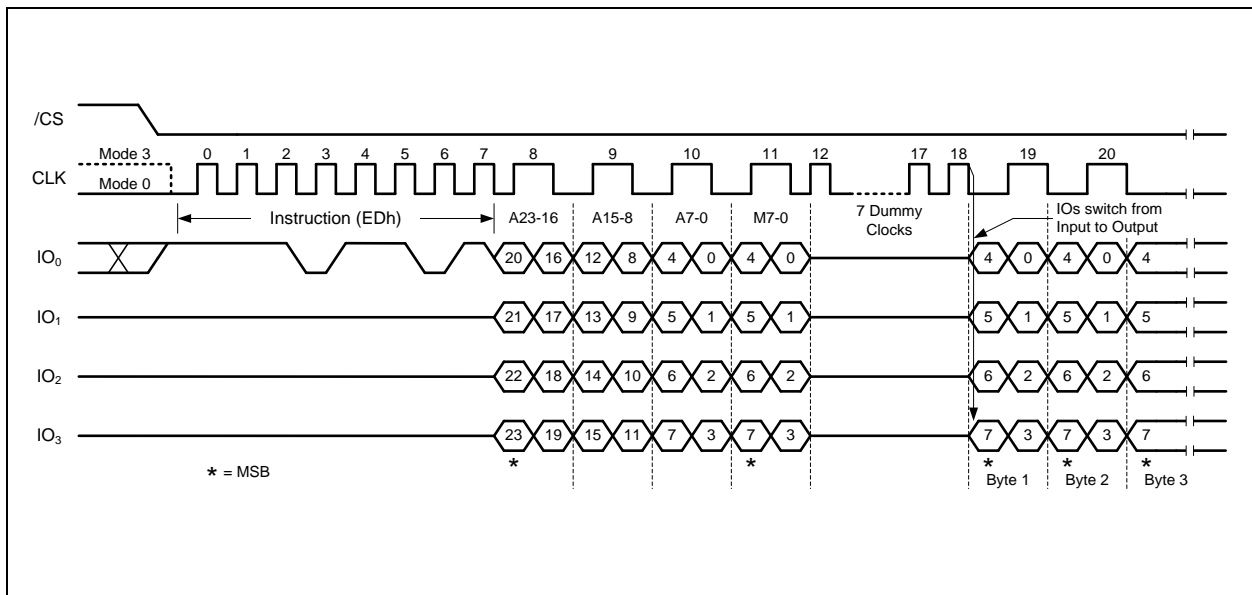 /CS
Mode 3
0 1 2 3 4 5 6 7 8 9 10 11 12 17 18 19 20
CLK
Mode 0
Instruction (EDh) A23-16 A15-8 A7-0 M7-0
7 Dummy
Clocks
IOs switch from
Input to Output
IO₀ 20 16 12 8 4 0 4 0 4 0 4 0 4
IO₁ 21 17 13 9 5 1 5 1 5 1 5 1 5
IO₂ 22 18 14 10 6 2 6 2 6 2 6 2 6
IO₃ 23 19 15 11 7 3 7 3 7 3 7 3 7
* * * * *
* = MSB
Byte 1 Byte 2 Byte 3